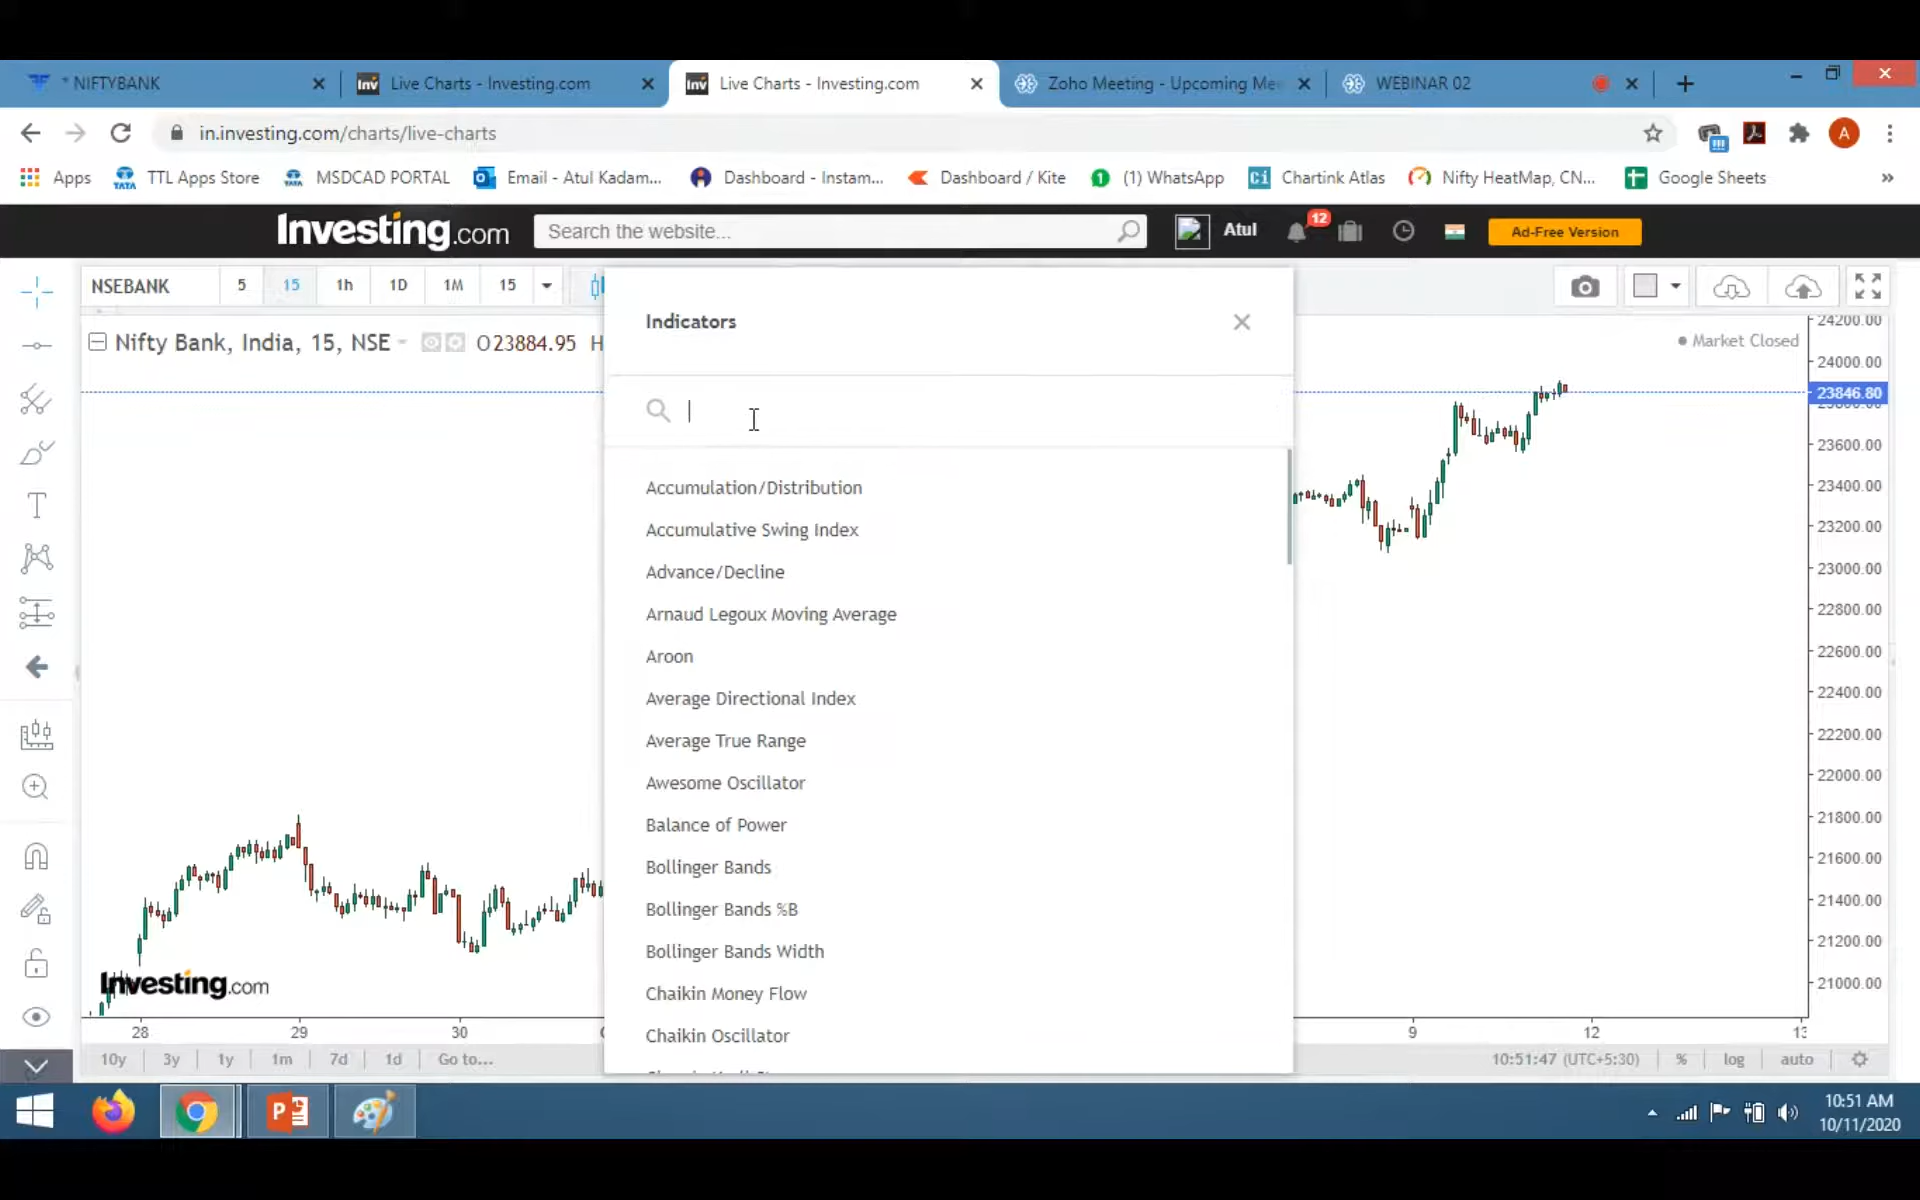 * NIFTYBANK
Live Charts - Investing.com
Live Charts - Investing.com
Zoho Meeting - Upcoming Mee
WEBINAR 02
in.investing.com/charts/live-charts
A
Apps
TATA
TTL Apps Store
TATA
MSDCAD PORTAL
Email - Atul Kadam...
Dashboard - Instam...
Dashboard / Kite
1
(1) WhatsApp
Ci
Chartink Atlas
Nifty HeatMap, CN...
Google Sheets
»
Investing.com
Search the website...
Atul
12
Ad-Free Version
NSEBANK
5
15
1h
1D
1M
15
Nifty Bank, India, 15, NSE
O23884.95 H
Market Closed
Indicators
Accumulation/Distribution
Accumulative Swing Index
Advance/Decline
Arnaud Legoux Moving Average
Aroon
Average Directional Index
Average True Range
Awesome Oscillator
Balance of Power
Bollinger Bands
Bollinger Bands %B
Bollinger Bands Width
Chaikin Money Flow
Chaikin Oscillator
24200.00
24000.00
23846.80
23600.00
23400.00
23200.00
23000.00
22800.00
22600.00
22400.00
22200.00
22000.00
21800.00
21600.00
21400.00
21200.00
21000.00
Investing.com
28
29
30
9
12
10y
3y
1y
1m
7d
1d
Go to...
10:51:47 (UTC+5:30)
%
log
auto
10:51 AM
10/11/2020